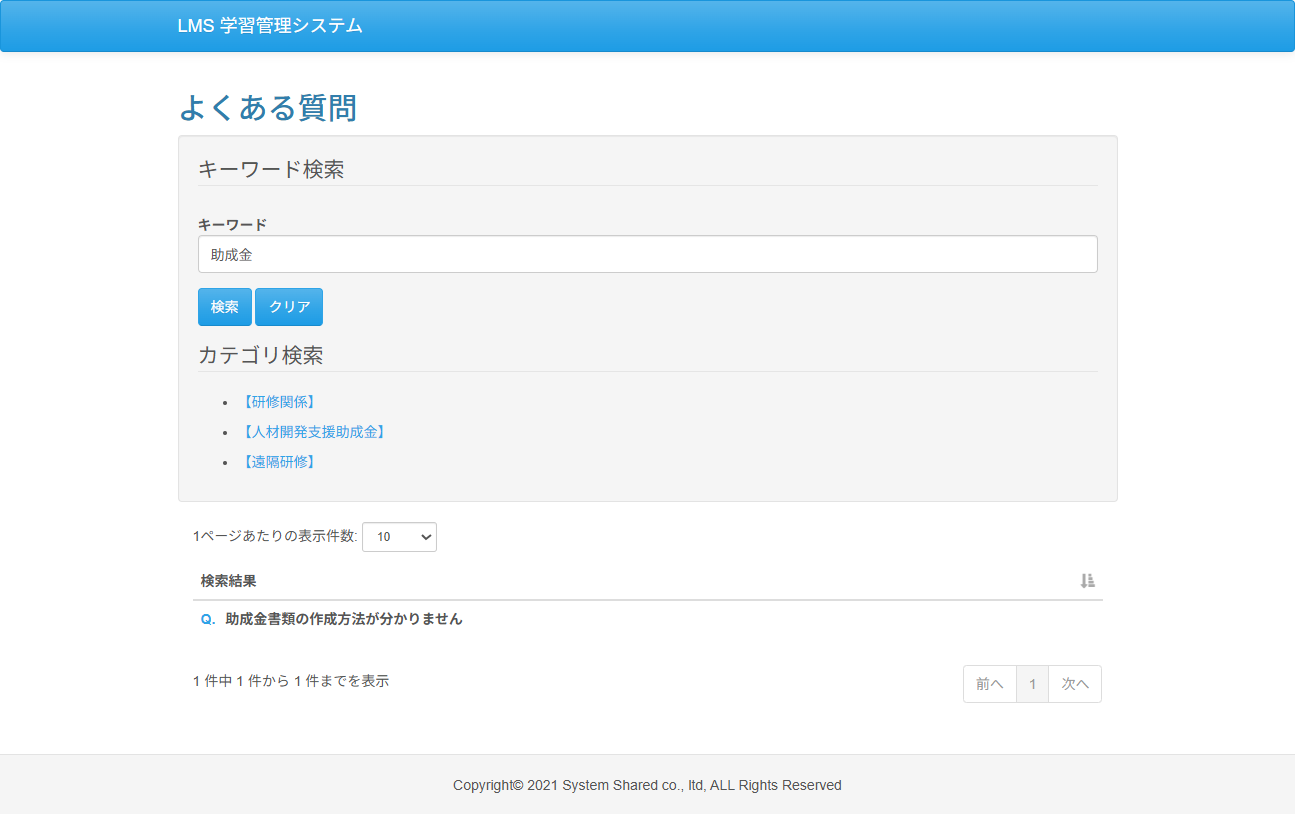 LMS 学習管理システム
よくある質問
キーワード検索
キーワード
助成金
検索 クリア
カテゴリ検索
• 【研修関係】
• 【人材開発支援助成金】
• 【遠隔研修】
1ページあたりの表示件数: 10
検索結果
Q. 助成金書類の作成方法が分かりません
1 件中 1 件から 1 件までを表示
前へ 1 次へ
Copyright© 2021 System Shared co., ltd, ALL Rights Reserved